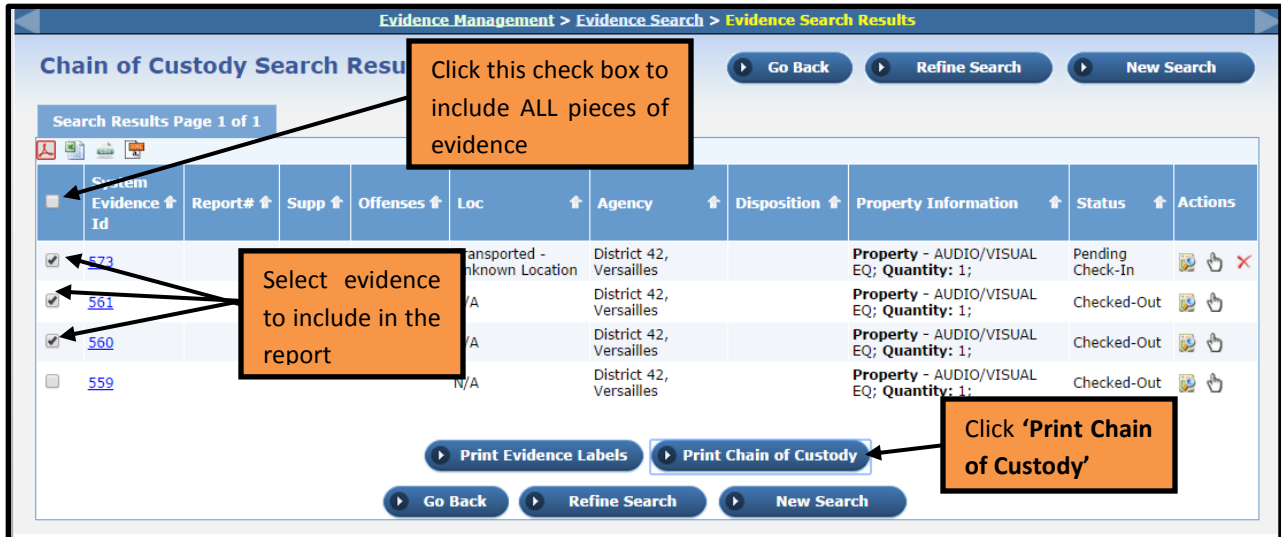 Evidence Management > Evidence Search > Evidence Search Results
Chain of Custody Search Resu
Go Back Refine Search New Search
Click this check box to
include ALL pieces of
evidence
Search Results Page 1 of 1
System
Evidence Id Report# Supp Offenses Loc Agency Disposition Property Information Status Actions
573 Transported - District 42, Property - AUDIO/VISUAL Pending
Unknown Location Versailles EQ; Quantity: 1; Check-In
561 District 42, Property - AUDIO/VISUAL Checked-Out
/A Versailles EQ; Quantity: 1;
560 District 42, Property - AUDIO/VISUAL Checked-Out
/A Versailles EQ; Quantity: 1;
559 N/A District 42, Property - AUDIO/VISUAL Checked-Out
Versailles EQ; Quantity: 1;
Select evidence
to include in the
report
Click 'Print Chain
of Custody'
Print Evidence Labels Print Chain of Custody
Go Back Refine Search New Search